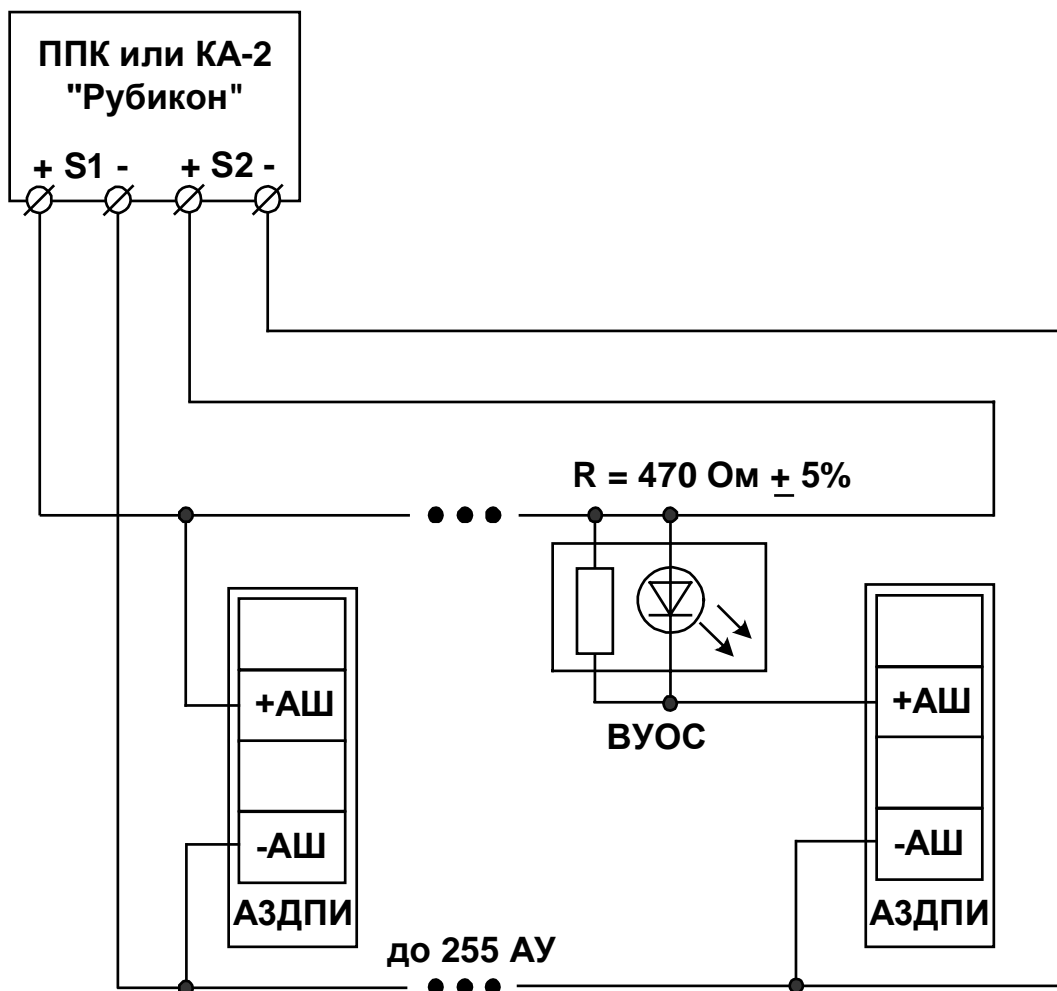 ППК или КА-2
"Рубикон"
+ S1 - + S2 -
R = 470 Ом ± 5%
+АШ
-АШ
АЗДПИ
ВУОС
+АШ
-АШ
АЗДПИ
до 255 АУ